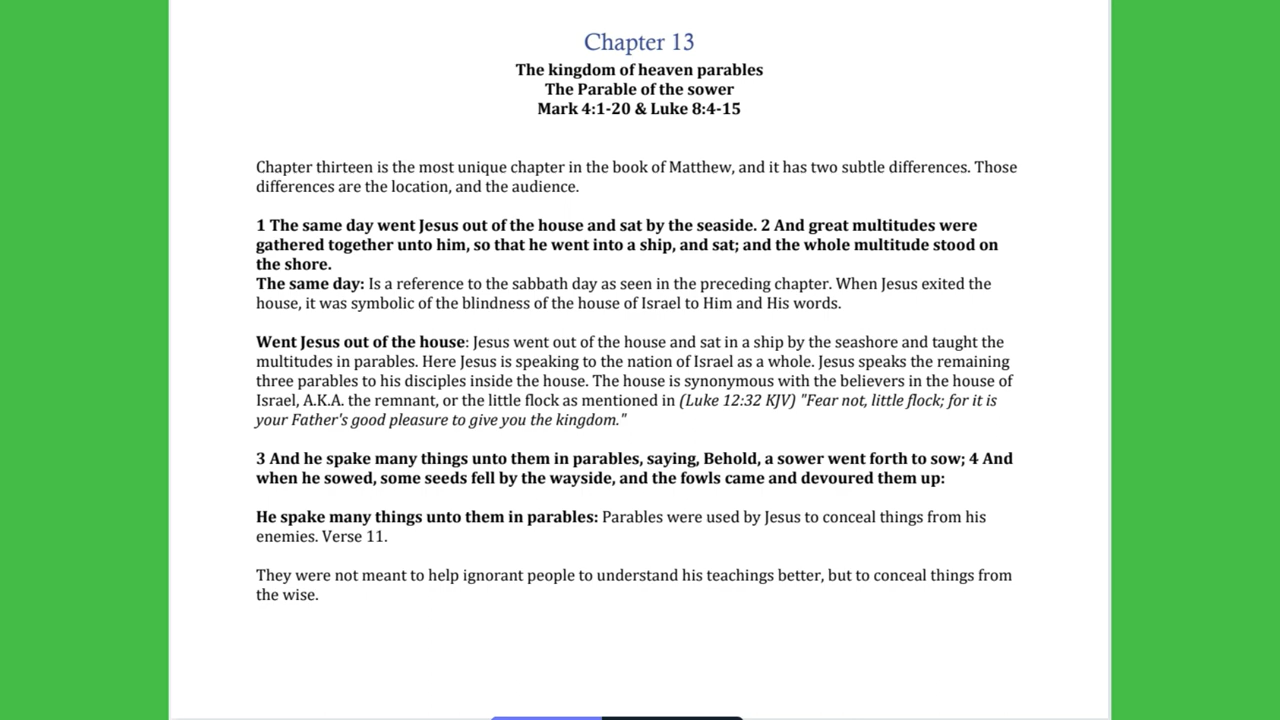 Chapter 13
The kingdom of heaven parables
The Parable of the sower
Mark 4:1-20 & Luke 8:4-15
Chapter thirteen is the most unique chapter in the book of Matthew, and it has two subtle differences. Those
differences are the location, and the audience.
1 The same day went Jesus out of the house and sat by the seaside. 2 And great multitudes were
gathered together unto him, so that he went into a ship, and sat; and the whole multitude stood on
the shore.
The same day: Is a reference to the sabbath day as seen in the preceding chapter. When Jesus exited the
house, it was symbolic of the blindness of the house of Israel to Him and His words.
Went Jesus out of the house: Jesus went out of the house and sat in a ship by the seashore and taught the
multitudes in parables. Here Jesus is speaking to the nation of Israel as a whole. Jesus speaks the remaining
three parables to his disciples inside the house. The house is synonymous with the believers in the house of
Israel, A.K.A. the remnant, or the little flock as mentioned in (Luke 12:32 KJV) "Fear not, little flock; for it is
your Father's good pleasure to give you the kingdom."
3 And he spake many things unto them in parables, saying, Behold, a sower went forth to sow; 4 And
when he sowed, some seeds fell by the wayside, and the fowls came and devoured them up:
He spake many things unto them in parables: Parables were used by Jesus to conceal things from his
enemies. Verse 11.
They were not meant to help ignorant people to understand his teachings better, but to conceal things from
the wise.